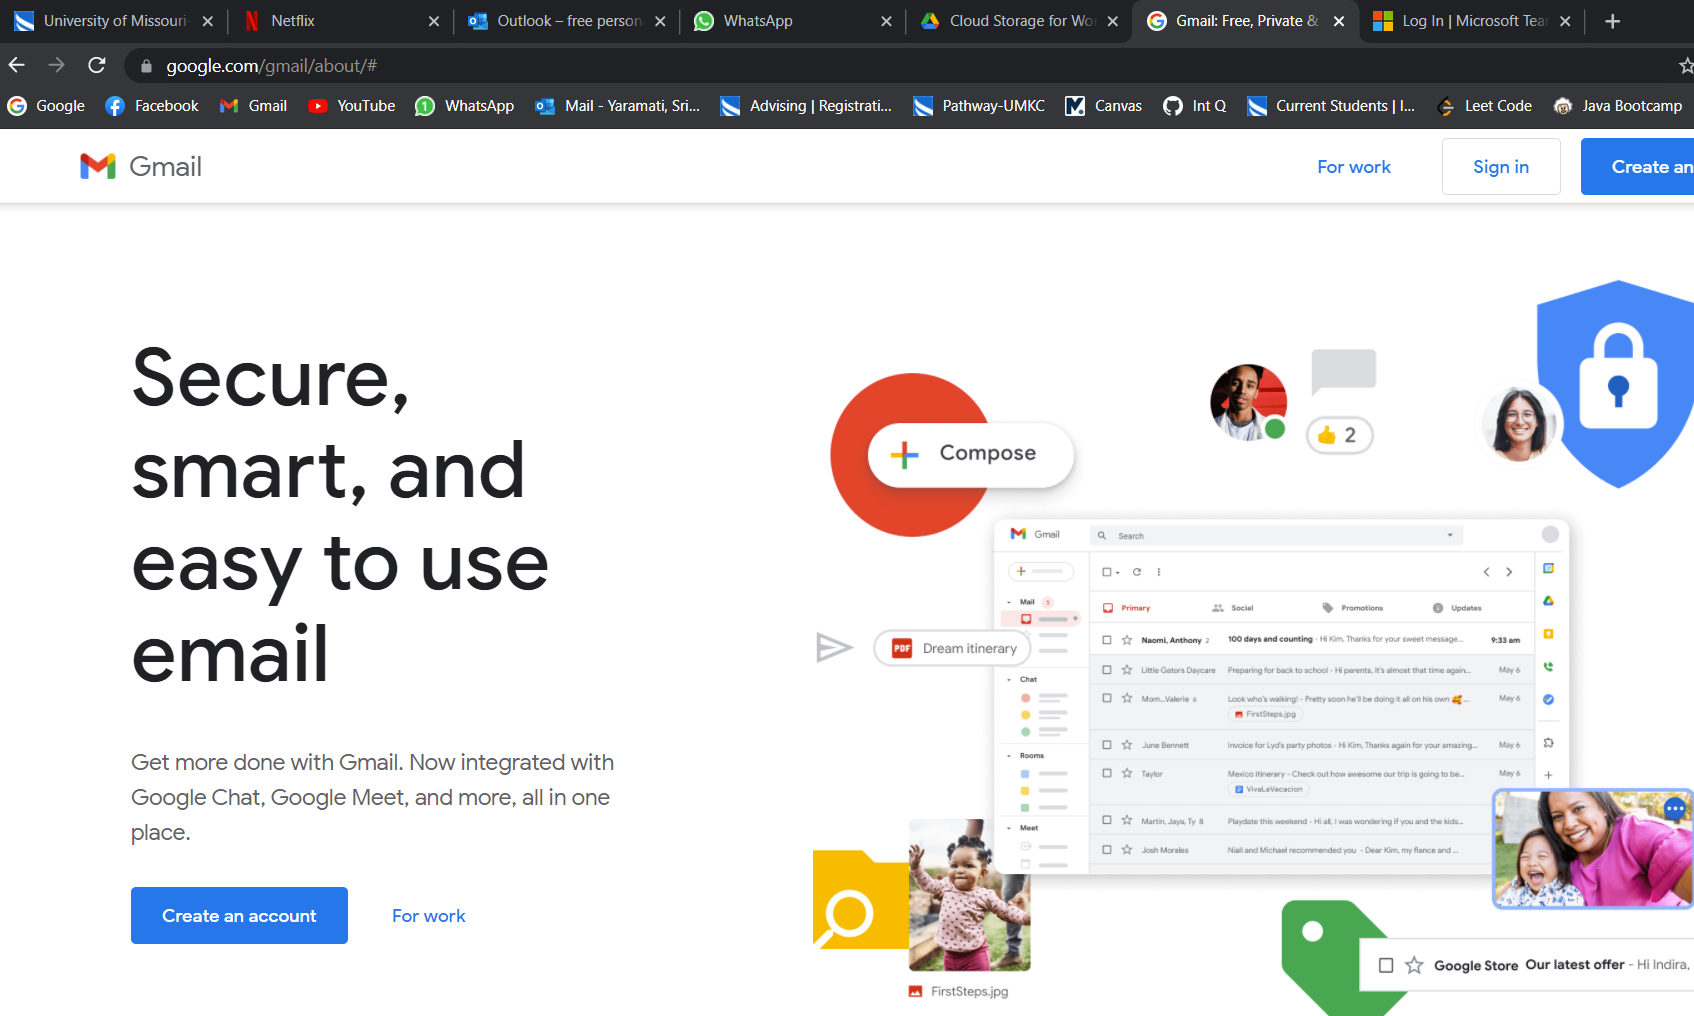 University of Missouri-
Netflix
Outlook – free person
WhatsApp
Cloud Storage for Wo
Gmail: Free, Private &
Log In | Microsoft Tea
google.com/gmail/about/#
Google Facebook Gmail YouTube WhatsApp Mail - Yaramati, Sri... Advising | Registrati... Pathway-UMKC Canvas Int Q Current Students | I... Leet Code Java Bootcamp
Gmail
For work
Sign in
Create an
Secure,
smart, and
easy to use
email
Get more done with Gmail. Now integrated with
Google Chat, Google Meet, and more, all in one
place.
Create an account
For work
Compose
👍 2
Gmail
Search
Mail 1
Primary Social Promotions Updates
Naomi, Anthony 2 100 days and counting - Hi Kim, Thanks for your sweet message... 9:33 am
PDF Dream itinerary
Little Gators Daycare Preparing for back to school - Hi parents, It's almost that time again... May 6
Chat
Mom...Valerie 6 Look who's walking! - Pretty soon he'll be doing it all on his own 🥰... May 6
FirstSteps.jpg
June Bennett Invoice for Lyd's party photos - Hi Kim, Thanks again for your amazing... May 6
Rooms
Taylor Mexico itinerary - Check out how awesome our trip is going to be... May 6
VivaLaVacacion
Martin, Jaya, Ty 8 Playdate this weekend - Hi all, I was wondering if you and the kids...
Meet
Josh Morales Niall and Michael recommended you - Dear Kim, my fiance and ...
FirstSteps.jpg
Google Store Our latest offer - Hi Indira,